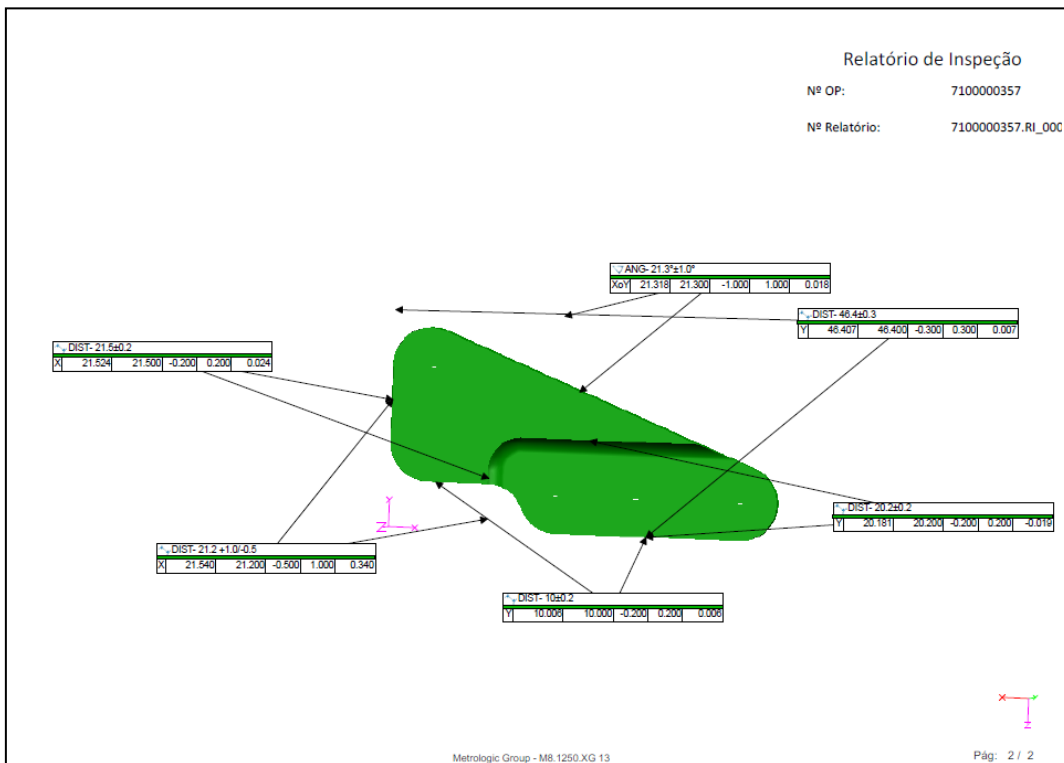 Relatório de Inspeção
Nº OP: 7100000357
Nº Relatório: 7100000357.RI_000
ANG- 21.3°±1.0°
XoY 21.318 21.300 -1.000 1.000 0.018
DIST- 46.4±0.3
Y 46.407 46.400 -0.300 0.300 0.007
DIST- 21.5±0.2
X 21.524 21.500 -0.200 0.200 0.024
DIST- 20.2±0.2
Y 20.181 20.200 -0.200 0.200 -0.019
Y
Z X
DIST- 21.2 +1.0/-0.5
X 21.540 21.200 -0.500 1.000 0.340
DIST- 10±0.2
Y 10.006 10.000 -0.200 0.200 0.006
X Y
Z
Metrologic Group - M8.1250.XG 13
Pág: 2 / 2